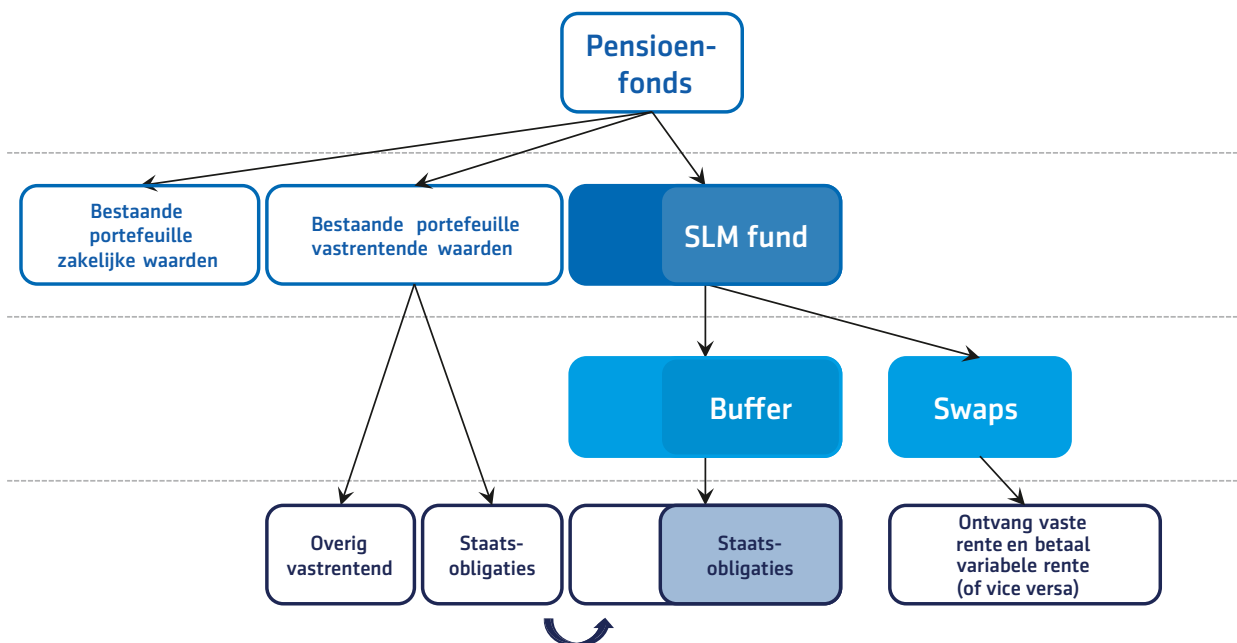 Pensioen-
fonds
Bestaande
portefeuille
zakelijke waarden
Bestaande portefeuille
vastrentende waarden
SLM fund
Buffer
Swaps
Overig
vastrentend
Staats-
obligaties
Staats-
obligaties
Ontvang vaste
rente en betaal
variabele rente
(of vice versa)